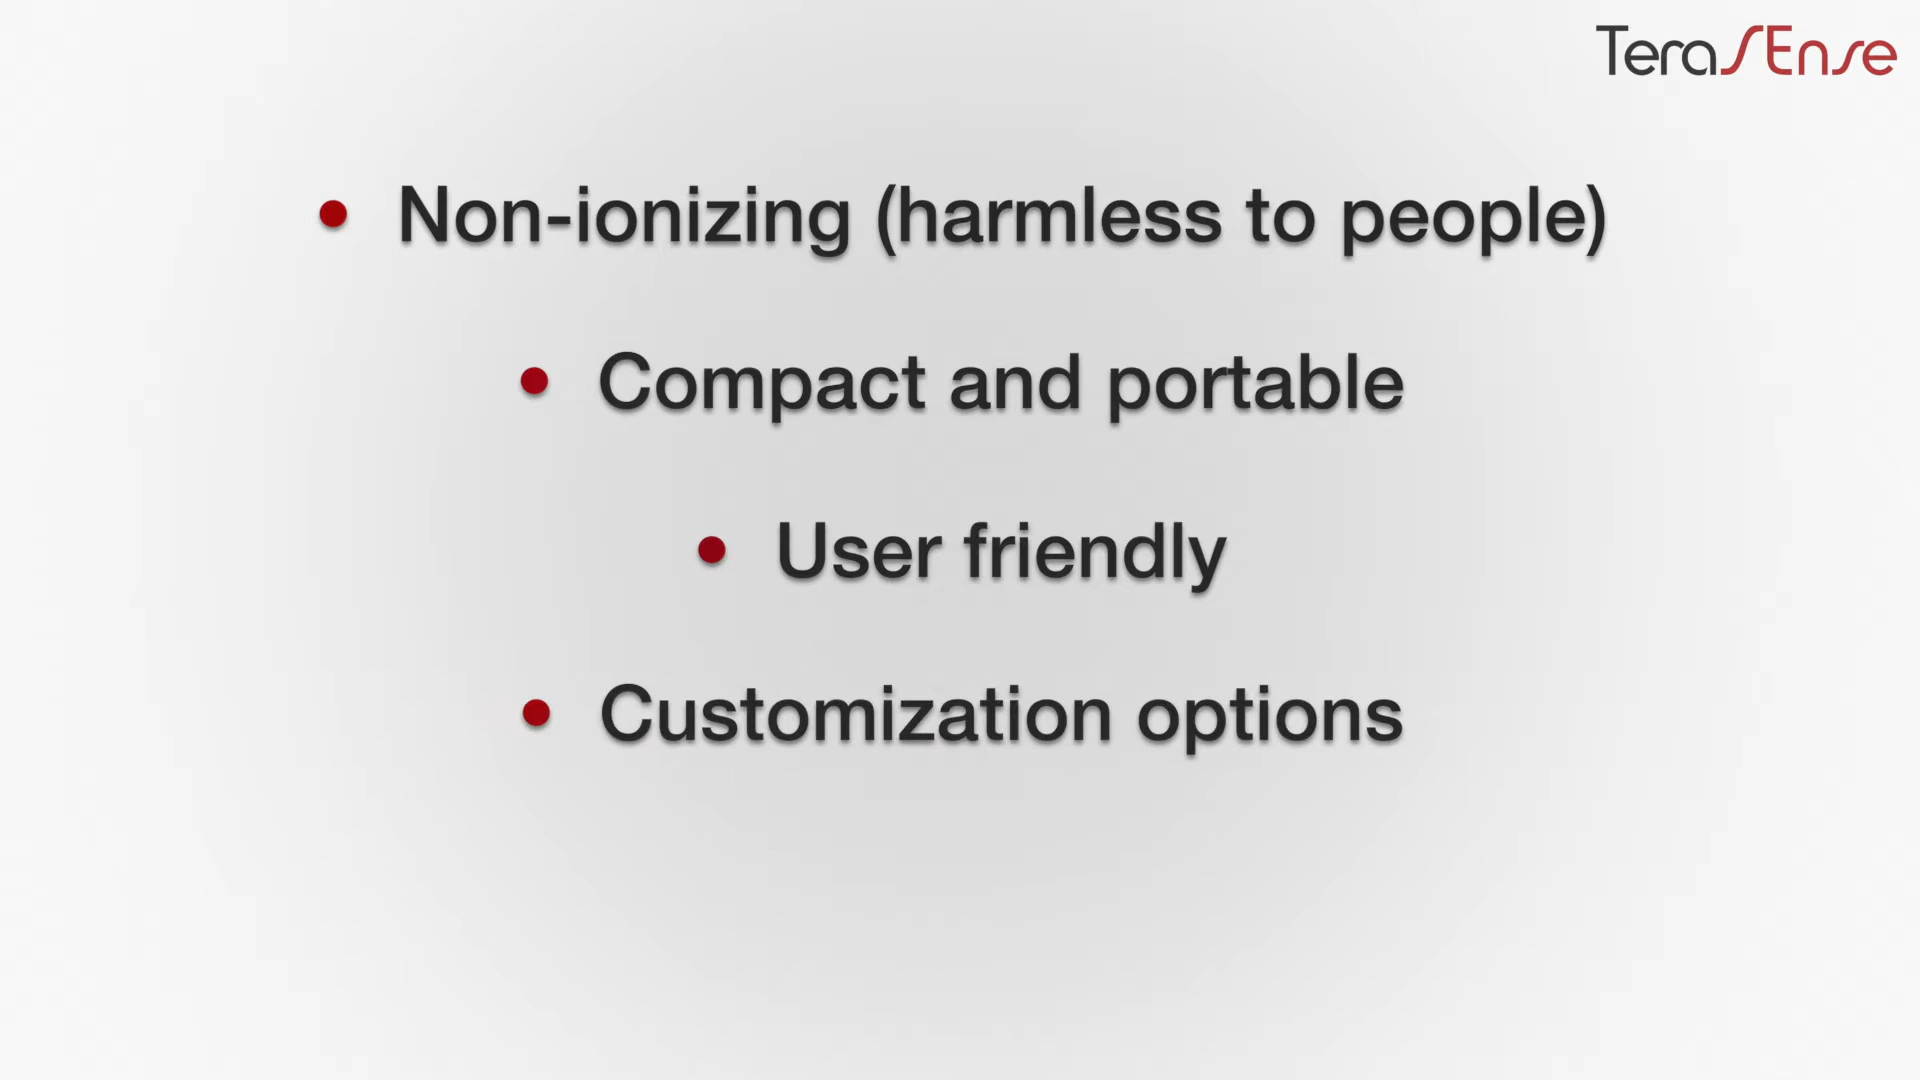 TeraSEnse
• Non-ionizing (harmless to people)
• Compact and portable
• User friendly
• Customization options